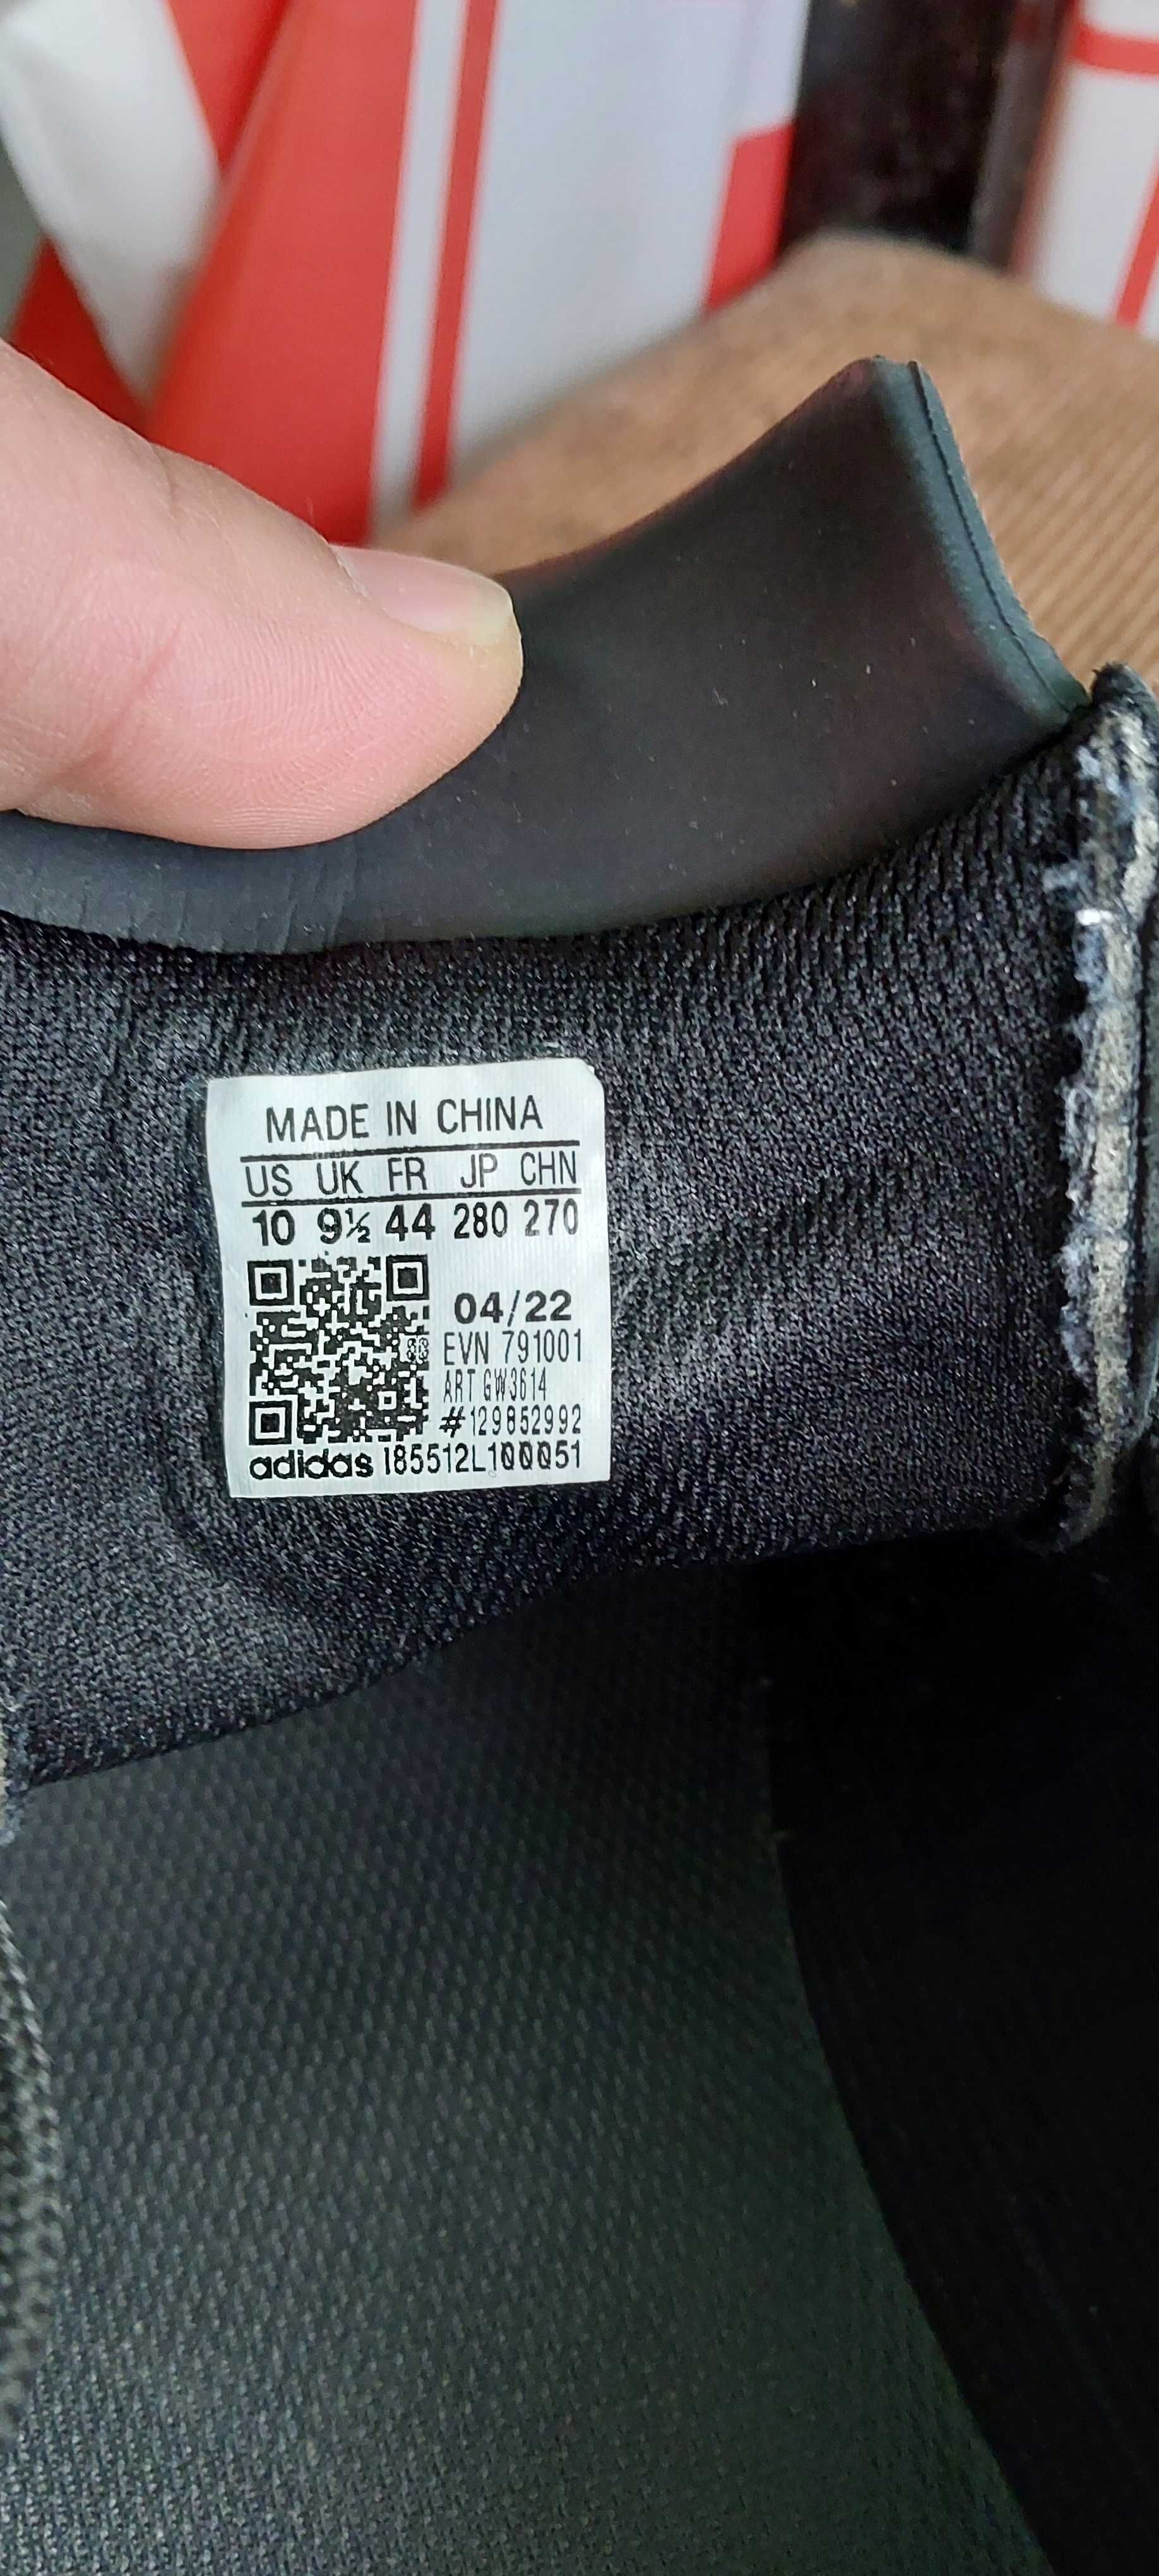 MADE IN CHINA
US UK FR JP CHN
10 9½ 44 280 270
04/22
EVN 791001
ART GW3614
#129852992
adidas I85512L100051